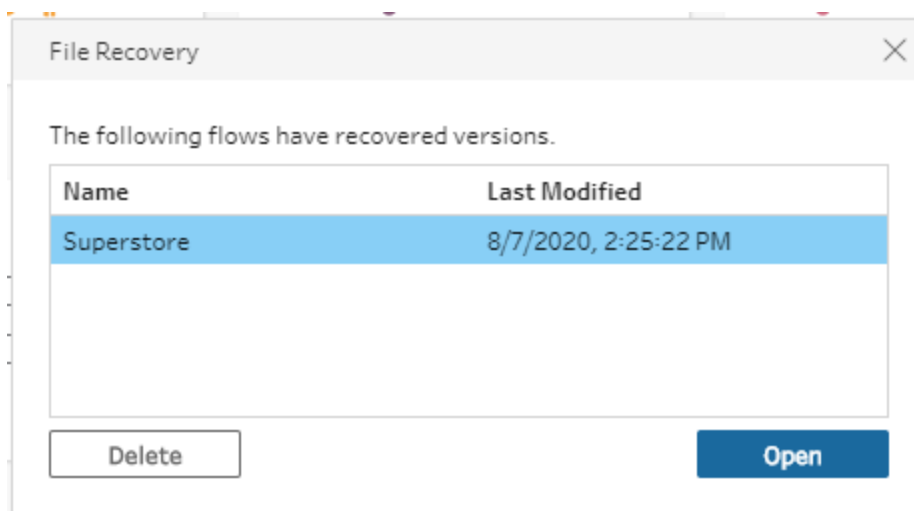 File Recovery
The following flows have recovered versions.
Name Last Modified
Superstore 8/7/2020, 2:25:22 PM
Delete Open